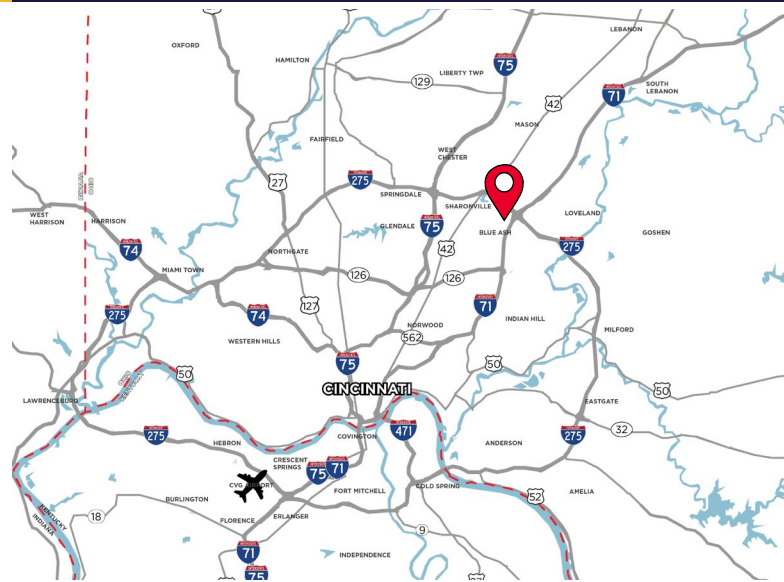 LEBANON
OXFORD
HAMILTON
75
LIBERTY TWP
129
SOUTH
LEBANON
71
42
MASON
FAIRFIELD
WEST
CHESTER
27
275
SPRINGDALE
SHARONVILLE
INDIANA
OHIO
WEST
HARRISON
HARRISON
GLENDALE
75
BLUE ASH
LOVELAND
GOSHEN
74
42
275
NORTHGATE
MIAMI TOWN
126
126
275
127
71
74
INDIAN HILL
NORWOOD
562
MILFORD
WESTERN HILLS
75
50
50
50
CINCINNATI
LAWRENCEBURG
EASTGATE
471
32
275
HEBRON
COVINGTON
275
ANDERSON
CRESCENT
SPRINGS
75
71
CVG AIRPORT
FORT MITCHELL
COLD SPRING
AMELIA
BURLINGTON
52
18
FLORENCE
ERLANGER
KENTUCKY
INDIANA
9
71
INDEPENDENCE
75